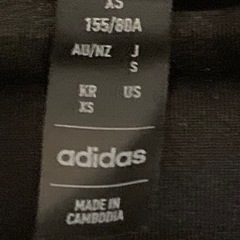 XS
155/80A
AU/NZ J
S
KR US
XS
adidas
MADE IN
CAMBODIA